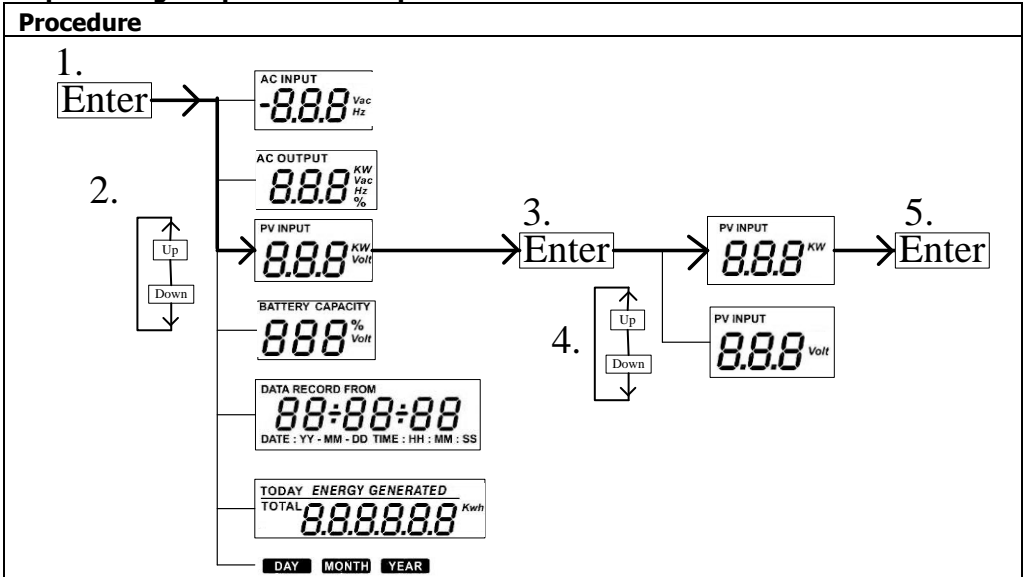 Procedure
1.
Enter
AC INPUT
-8.8.8 Vac
Hz
2.
Up
Down
AC OUTPUT
8.8.8 KW
Vac
Hz
%
PV INPUT
8.8.8 KW
Volt
BATTERY CAPACITY
888 %
Volt
DATA RECORD FROM
88:88:88
DATE : YY - MM - DD TIME : HH : MM : SS
TODAY ENERGY GENERATED
TOTAL 8.8.8.8.8.8 Kwh
DAY MONTH YEAR
3.
Enter
4.
Up
Down
PV INPUT
8.8.8 KW
PV INPUT
8.8.8 Volt
5.
Enter